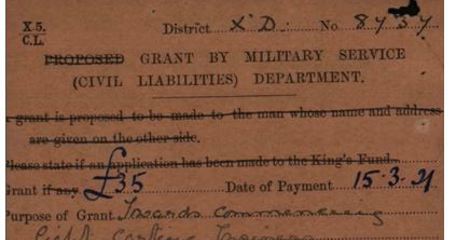 X.5. District X D. No 8757
C.L.
PROPOSED GRANT BY MILITARY SERVICE
(CIVIL LIABILITIES) DEPARTMENT.
A grant is proposed to be made to the man whose name and address
are given on the other side.
Please state if an application has been made to the King's Fund
Grant if any £35 Date of Payment 15.3.21
Purpose of Grant Towards commencing
Light Carting